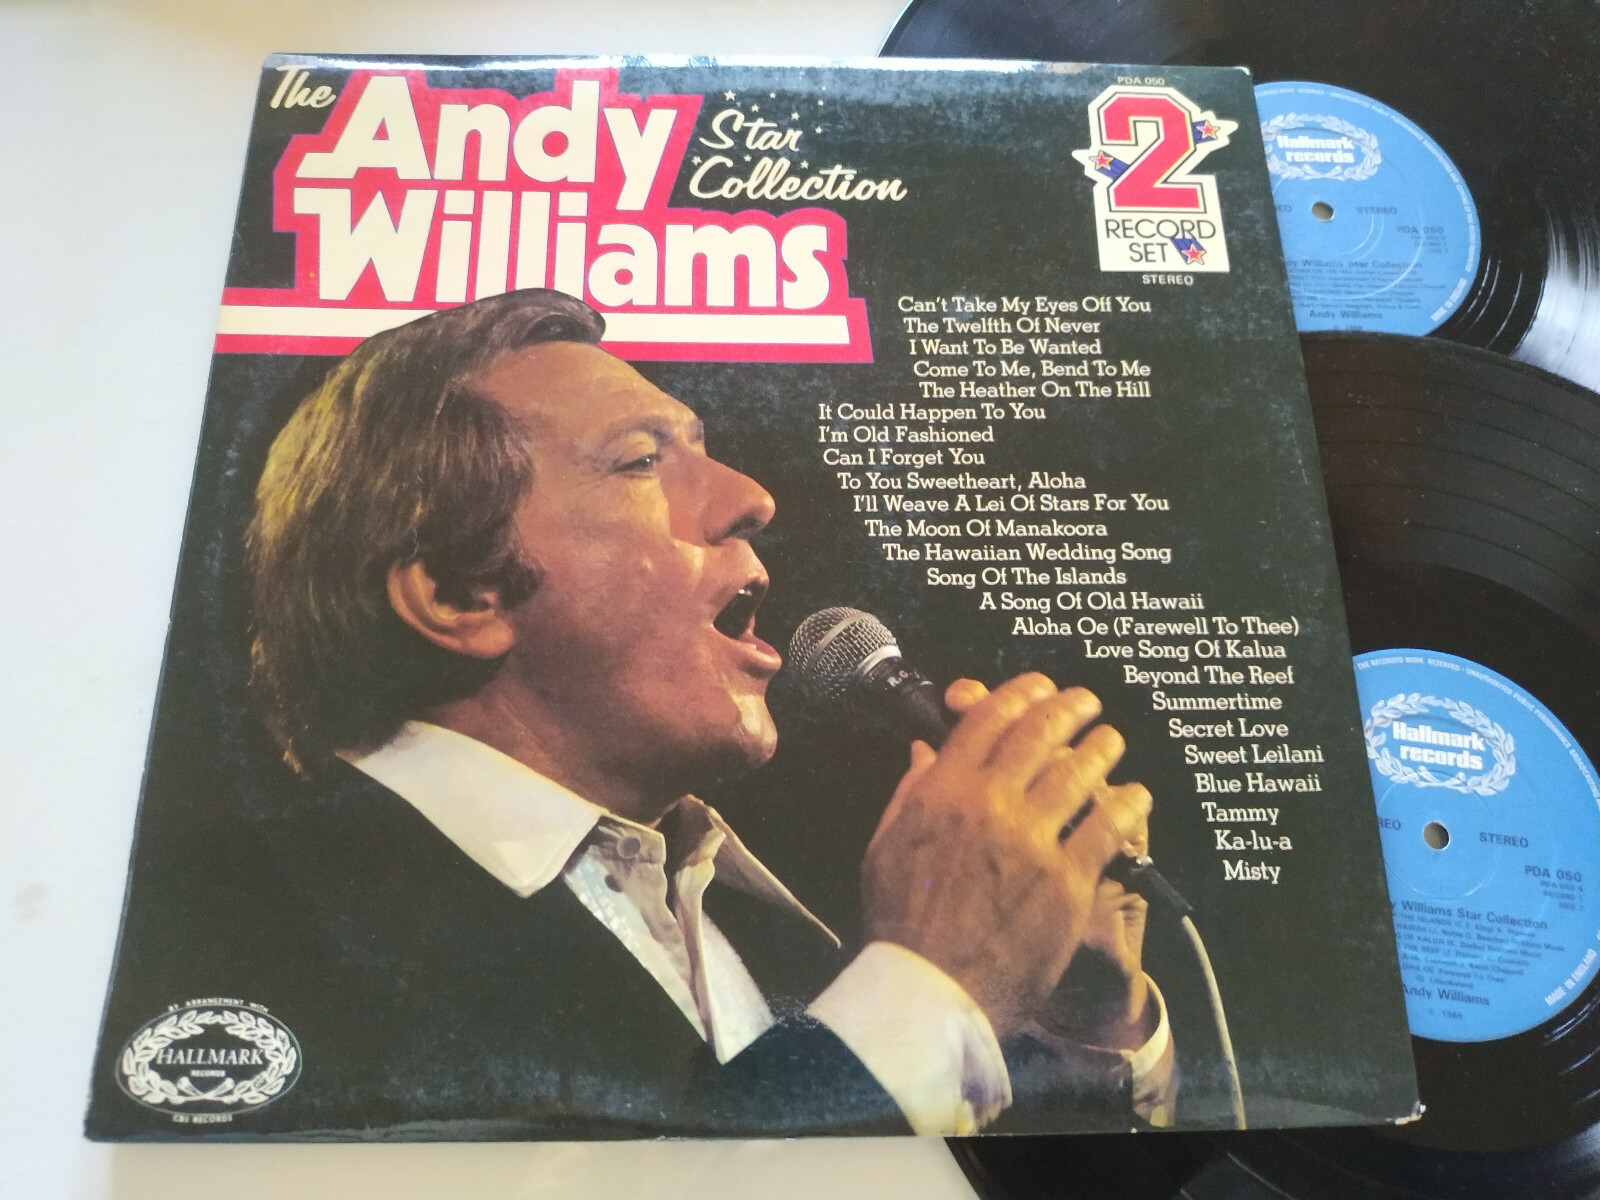 The
Andy
Williams
Star
Collection
PDA 050
2
RECORD
SET
STEREO
Can't Take My Eyes Off You
The Twelfth Of Never
I Want To Be Wanted
Come To Me, Bend To Me
The Heather On The Hill
It Could Happen To You
I'm Old Fashioned
Can I Forget You
To You Sweetheart, Aloha
I'll Weave A Lei Of Stars For You
The Moon Of Manakoora
The Hawaiian Wedding Song
Song Of The Islands
A Song Of Old Hawaii
Aloha Oe (Farewell To Thee)
Love Song Of Kalua
Beyond The Reef
Summertime
Secret Love
Sweet Leilani
Blue Hawaii
Tammy
Ka-lu-a
Misty
BY ARRANGEMENT WITH
HALLMARK
RECORDS
CBS RECORDS
Hallmark
records
STEREO
PDA 050
Williams Star Collection
Andy Williams
MADE IN ENGLAND
Hallmark
records
STEREO
PDA 050
Williams Star Collection
Andy Williams
MADE IN ENGLAND